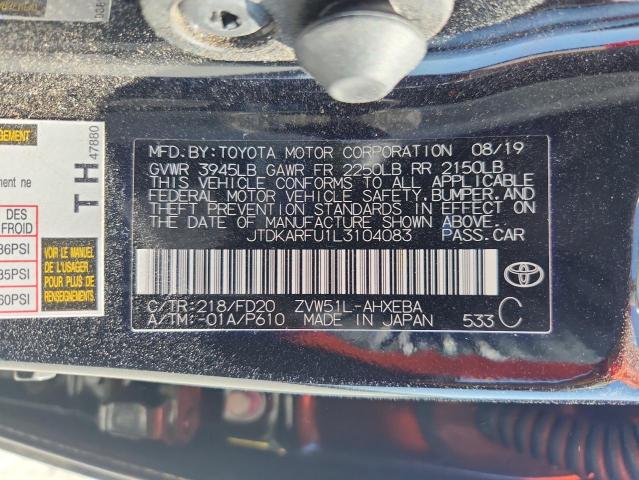 MFD. BY: TOYOTA MOTOR CORPORATION 08/19
GVWR 3945LB GAWR FR 2250LB RR 2150LB
THIS VEHICLE CONFORMS TO ALL APPLICABLE
FEDERAL MOTOR VEHICLE SAFETY, BUMPER, AND
THEFT PREVENTION STANDARDS IN EFFECT ON
THE DATE OF MANUFACTURE SHOWN ABOVE.
JTDKARFU1L3104083 PASS. CAR
C/TR: 218/FD20 ZVW51L-AHXEBA
A/TM: -01A/P610 MADE IN JAPAN 533 C
TOYOTA
TH 47880
ement ne
DES
FROID
36PSI
35PSI
60PSI
VOIR LE MANUEL
DE L'USAGER
POUR PLUS